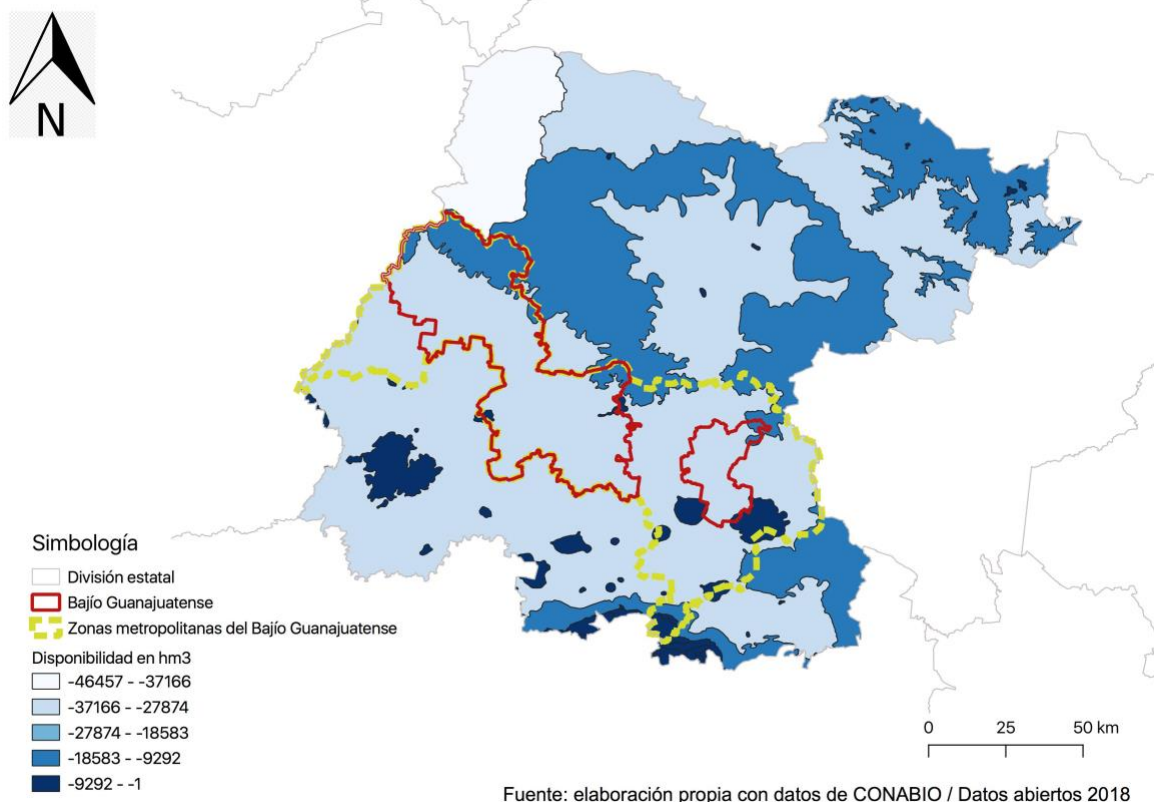 N
Simbología
División estatal
Bajío Guanajuatense
Zonas metropolitanas del Bajío Guanajuatense
Disponibilidad en hm3
-46457 - -37166
-37166 - -27874
-27874 - -18583
-18583 - -9292
-9292 - -1
0 25 50 km
Fuente: elaboración propia con datos de CONABIO / Datos abiertos 2018